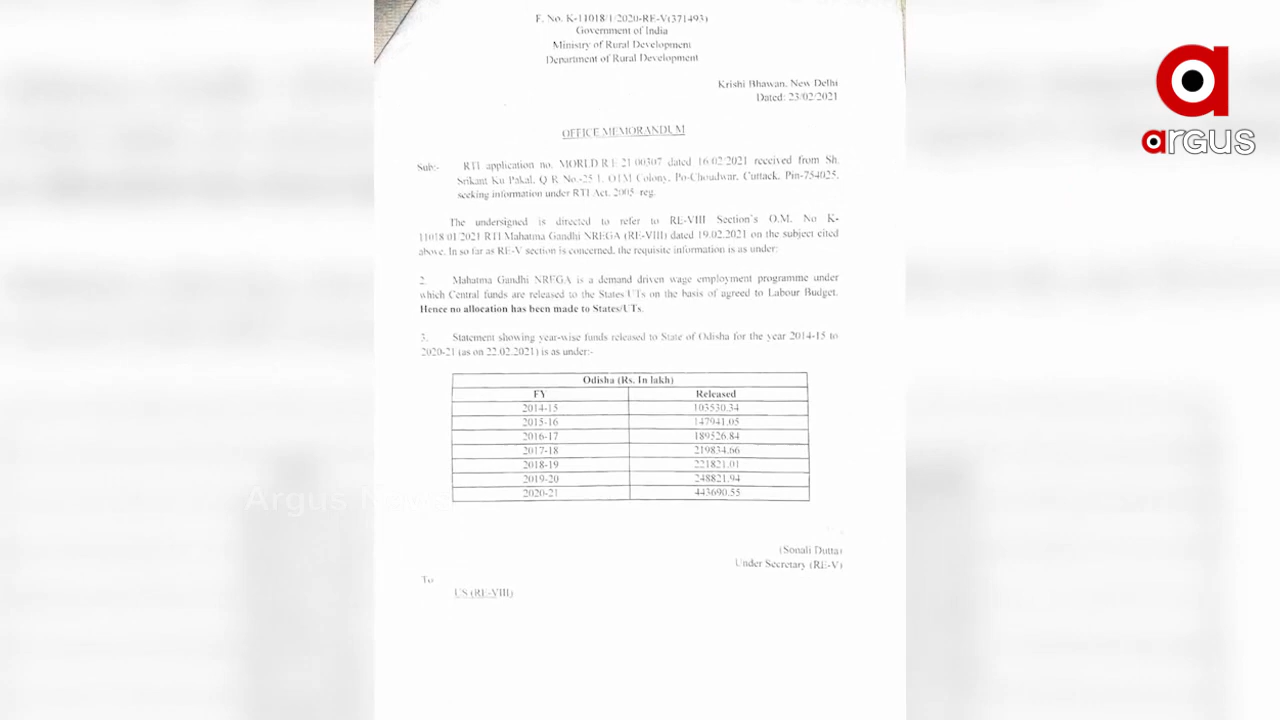 F. No. K-11018/1/2020-RE-V(371493)
Government of India
Ministry of Rural Development
Department of Rural Development
Krishi Bhawan, New Delhi
Dated: 23/02/2021
OFFICE MEMORANDUM
Sub:- RTI application no. MORLD R E 21 00307 dated 16.02.2021 received from Sh.
Srikant Ku Pakal, Q R No.-25 1, OTM Colony, Po-Choudwar, Cuttack, Pin-754025,
seeking information under RTI Act, 2005 reg.
The undersigned is directed to refer to RE-VIII Section's O.M. No K-
11018/01/2021 RTI Mahatma Gandhi NREGA (RE-VIII) dated 19.02.2021 on the subject cited
above. In so far as RE-V section is concerned, the requisite information is as under:
2. Mahatma Gandhi NREGA is a demand driven wage employment programme under
which Central funds are released to the States UTs on the basis of agreed to Labour Budget.
Hence no allocation has been made to States/UTs.
3. Statement showing year-wise funds released to State of Odisha for the year 2014-15 to
2020-21 (as on 22.02.2021) is as under:-
Odisha (Rs. In lakh)
FY Released
2014-15 103530.34
2015-16 147941.05
2016-17 189526.84
2017-18 219834.66
2018-19 221821.01
2019-20 248821.94
2020-21 443690.55
(Sonali Dutta)
Under Secretary (RE-V)
To
US (RE-VIII)
a
argus
Argus News